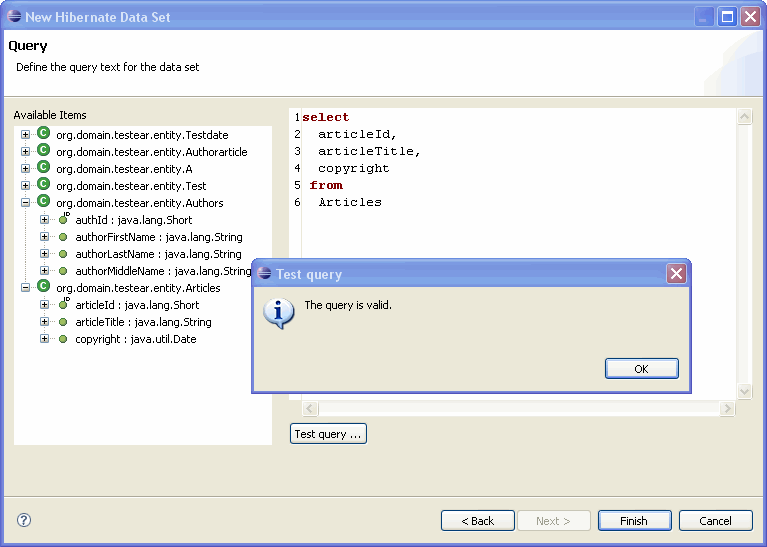 New Hibernate Data Set
Query
Define the query text for the data set
Available Items
org.domain.testear.entity.Testdate
org.domain.testear.entity.Authorarticle
org.domain.testear.entity.A
org.domain.testear.entity.Test
org.domain.testear.entity.Authors
authId : java.lang.Short
authorFirstName : java.lang.String
authorLastName : java.lang.String
authorMiddleName : java.lang.String
org.domain.testear.entity.Articles
articleId : java.lang.Short
articleTitle : java.lang.String
copyright : java.util.Date
1 select
2 articleId,
3 articleTitle,
4 copyright
5 from
6 Articles
Test query
The query is valid.
OK
Test query ...
< Back
Next >
Finish
Cancel